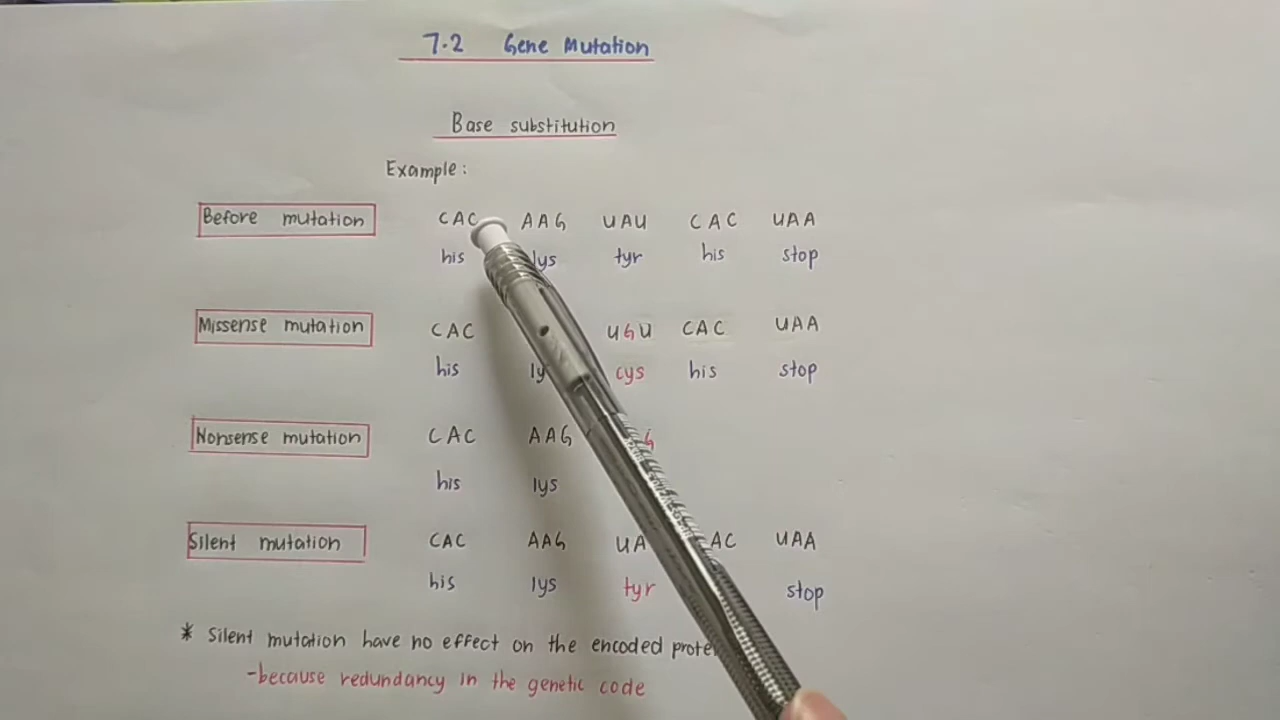 7.2 Gene Mutation
Base substitution
Example:
Before mutation CAC AAG UAU CAC UAA
his lys tyr his stop
Missense mutation CAC UGU CAC UAA
his cys his stop
Nonsense mutation CAC AAG
his lys
Silent mutation CAC AAG UAA
his lys tyr stop
* Silent mutation have no effect on the encoded
-because redundancy in the genetic code